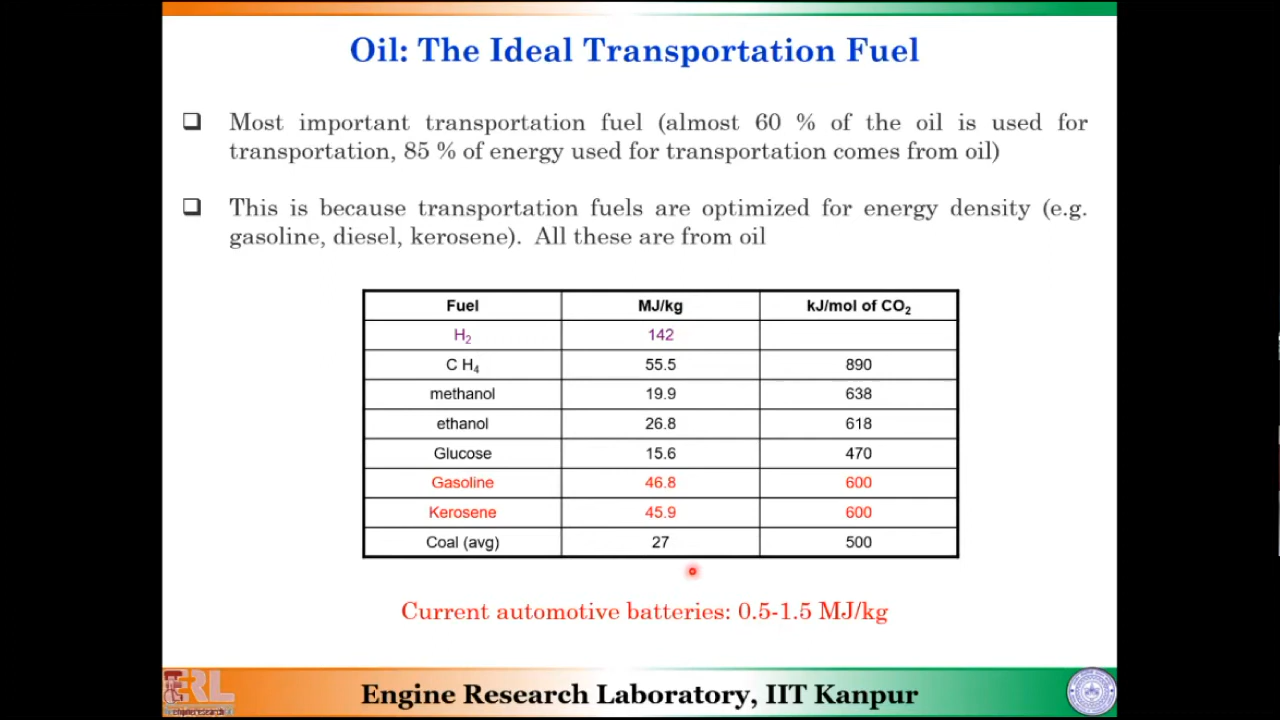 Oil: The Ideal Transportation Fuel
Most important transportation fuel (almost 60 % of the oil is used for
transportation, 85 % of energy used for transportation comes from oil)
This is because transportation fuels are optimized for energy density (e.g.
gasoline, diesel, kerosene). All these are from oil
Fuel MJ/kg kJ/mol of CO₂
H₂ 142
C H₄ 55.5 890
methanol 19.9 638
ethanol 26.8 618
Glucose 15.6 470
Gasoline 46.8 600
Kerosene 45.9 600
Coal (avg) 27 500
Current automotive batteries: 0.5-1.5 MJ/kg
ERL
Engine Research Laboratory, IIT Kanpur